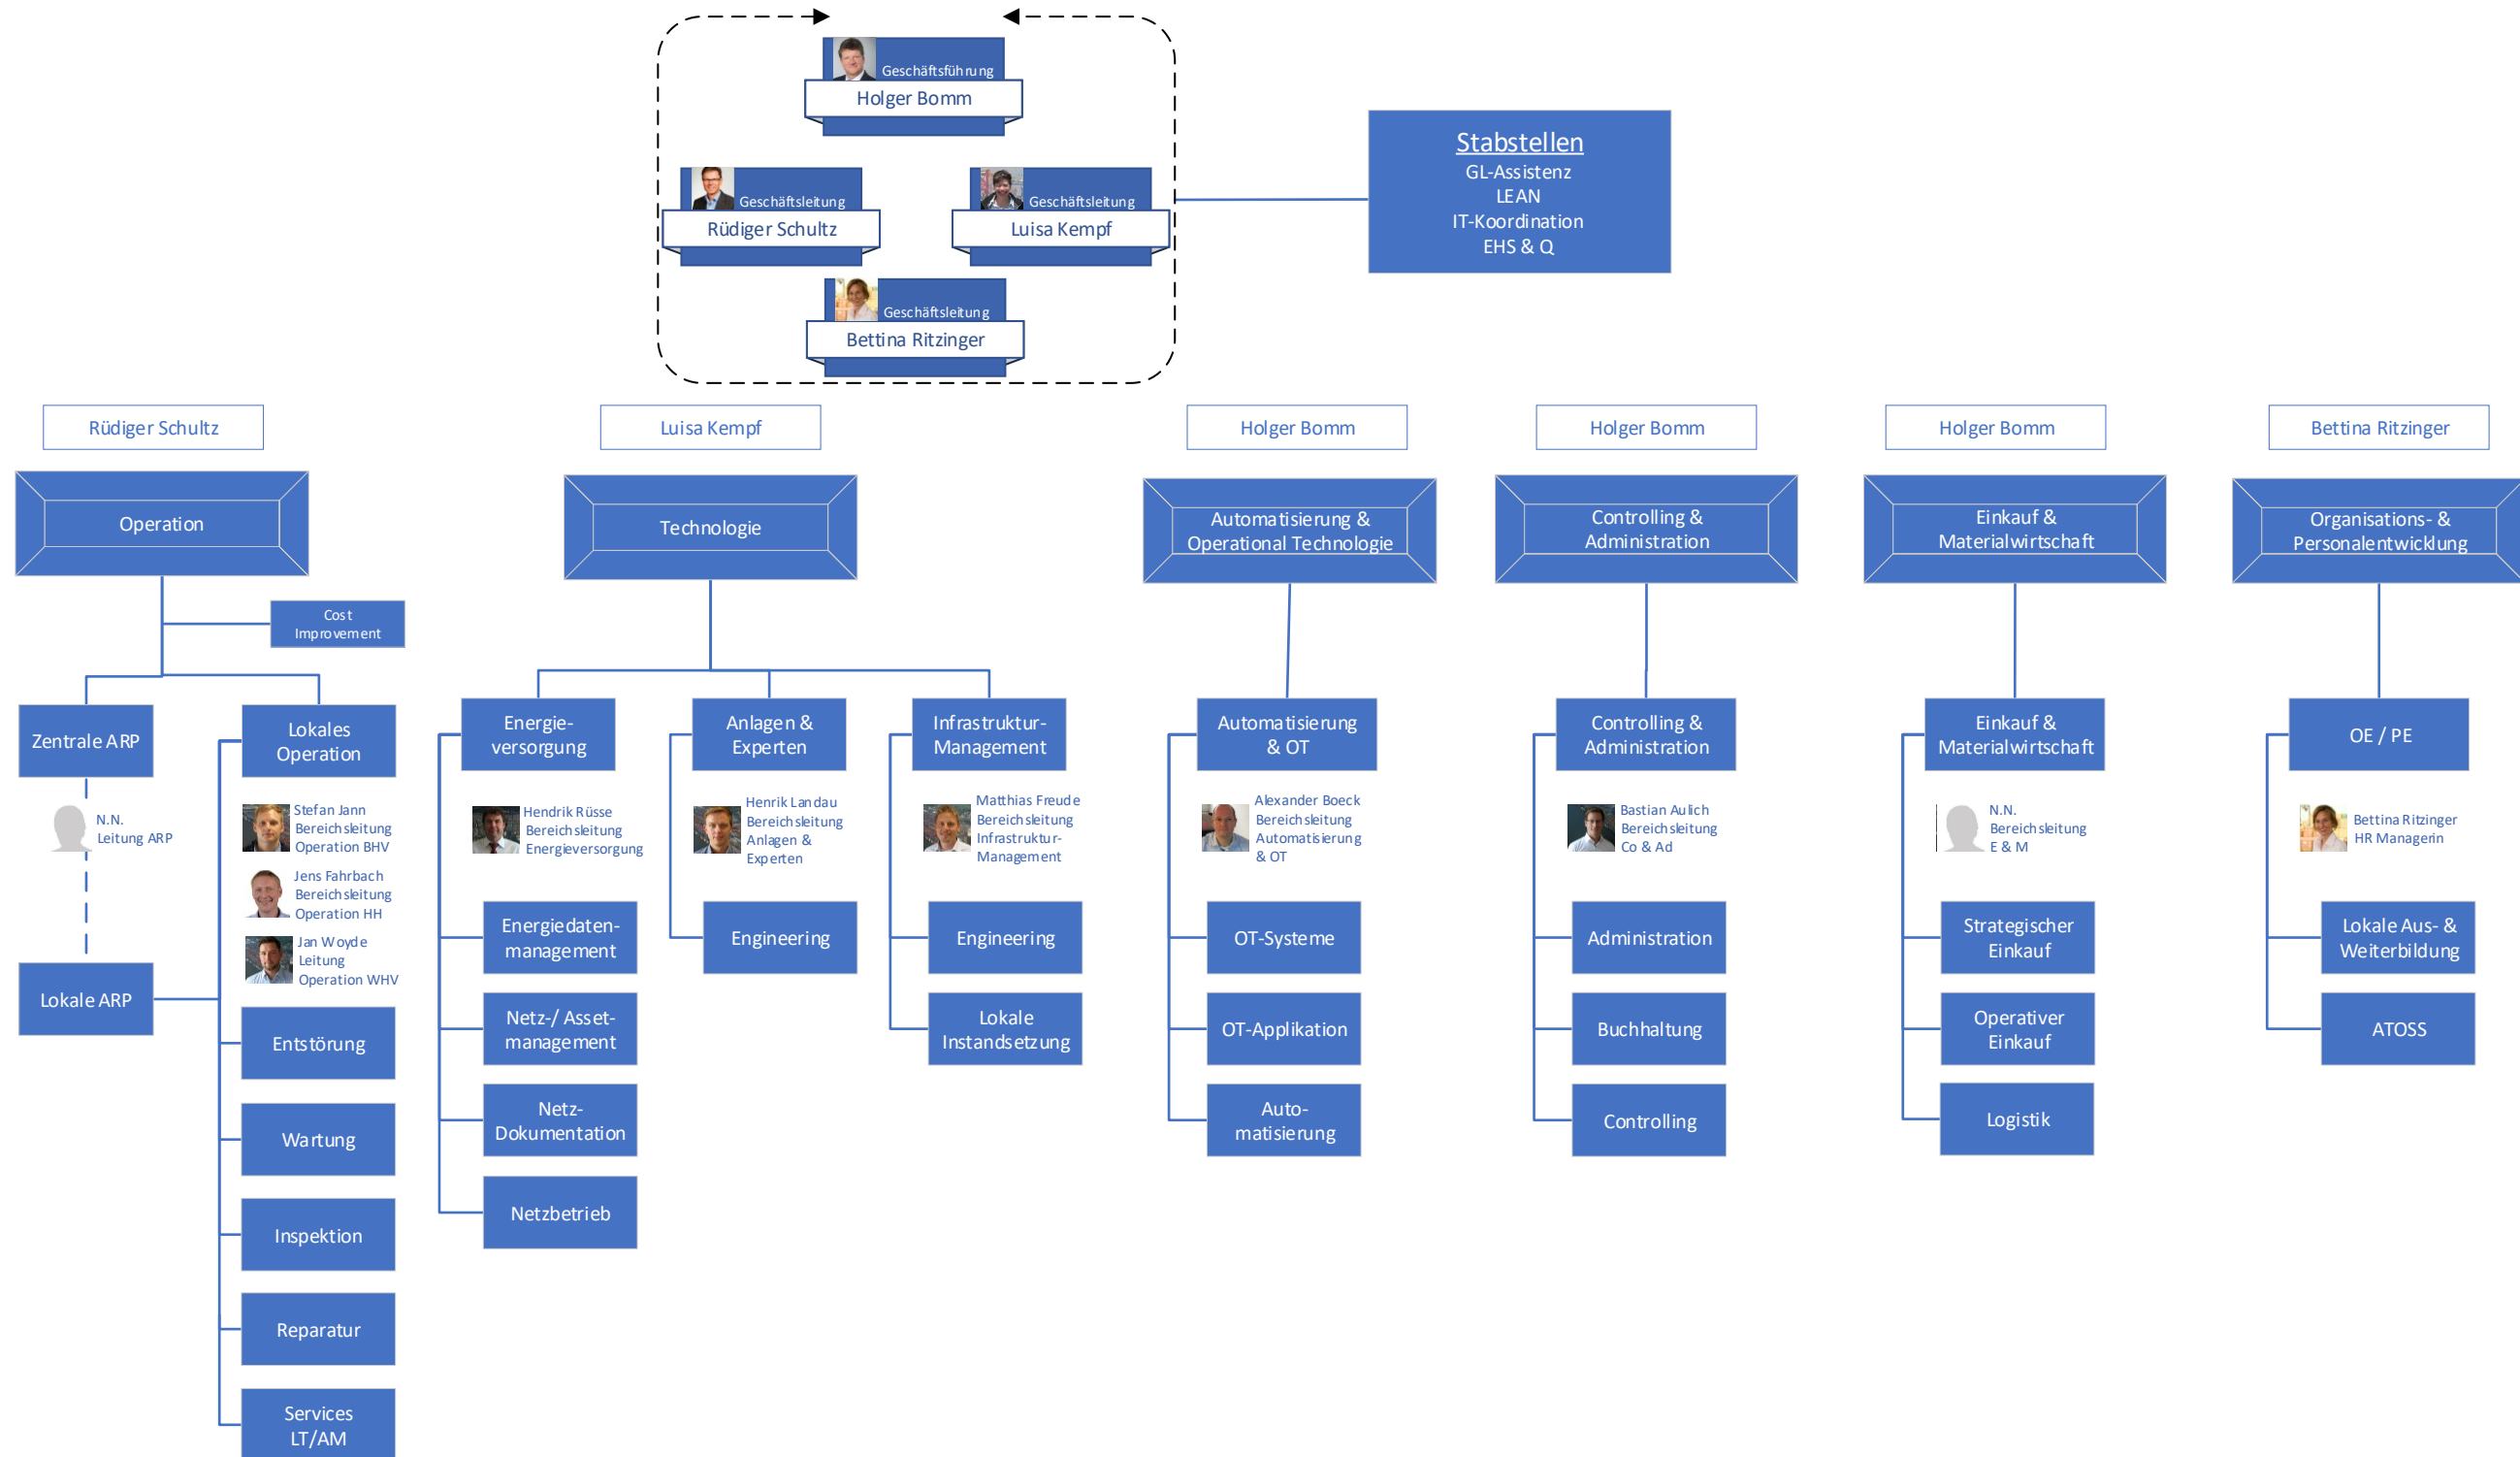 Geschäftsführung
Holger Bomm
Geschäftsleitung
Rüdiger Schultz
Geschäftsleitung
Luisa Kempf
Geschäftsleitung
Bettina Ritzinger
Stabstellen
GL-Assistenz
LEAN
IT-Koordination
EHS & Q
Rüdiger Schultz
Operation
Cost
Improvement
Zentrale ARP
N.N.
Leitung ARP
Lokale ARP
Lokales
Operation
Stefan Jann
Bereichsleitung
Operation BHV
Jens Fahrbach
Bereichsleitung
Operation HH
Jan Woyde
Leitung
Operation WHV
Entstörung
Wartung
Inspektion
Reparatur
Services
LT/AM
Luisa Kempf
Technologie
Energie-
versorgung
Hendrik Rüsse
Bereichsleitung
Energieversorgung
Energiedaten-
management
Netz-/ Asset-
management
Netz-
Dokumentation
Netzbetrieb
Anlagen &
Experten
Henrik Landau
Bereichsleitung
Anlagen &
Experten
Engineering
Infrastruktur-
Management
Matthias Freude
Bereichsleitung
Infrastruktur-
Management
Engineering
Lokale
Instandsetzung
Holger Bomm
Automatisierung &
Operational Technologie
Automatisierung
& OT
Alexander Boeck
Bereichsleitung
Automatisierung
& OT
OT-Systeme
OT-Applikation
Auto-
matisierung
Holger Bomm
Controlling &
Administration
Controlling &
Administration
Bastian Aulich
Bereichsleitung
Co & Ad
Administration
Buchhaltung
Controlling
Holger Bomm
Einkauf &
Materialwirtschaft
Einkauf &
Materialwirtschaft
N.N.
Bereichsleitung
E & M
Strategischer
Einkauf
Operativer
Einkauf
Logistik
Bettina Ritzinger
Organisations- &
Personalentwicklung
OE / PE
Bettina Ritzinger
HR Managerin
Lokale Aus- &
Weiterbildung
ATOSS